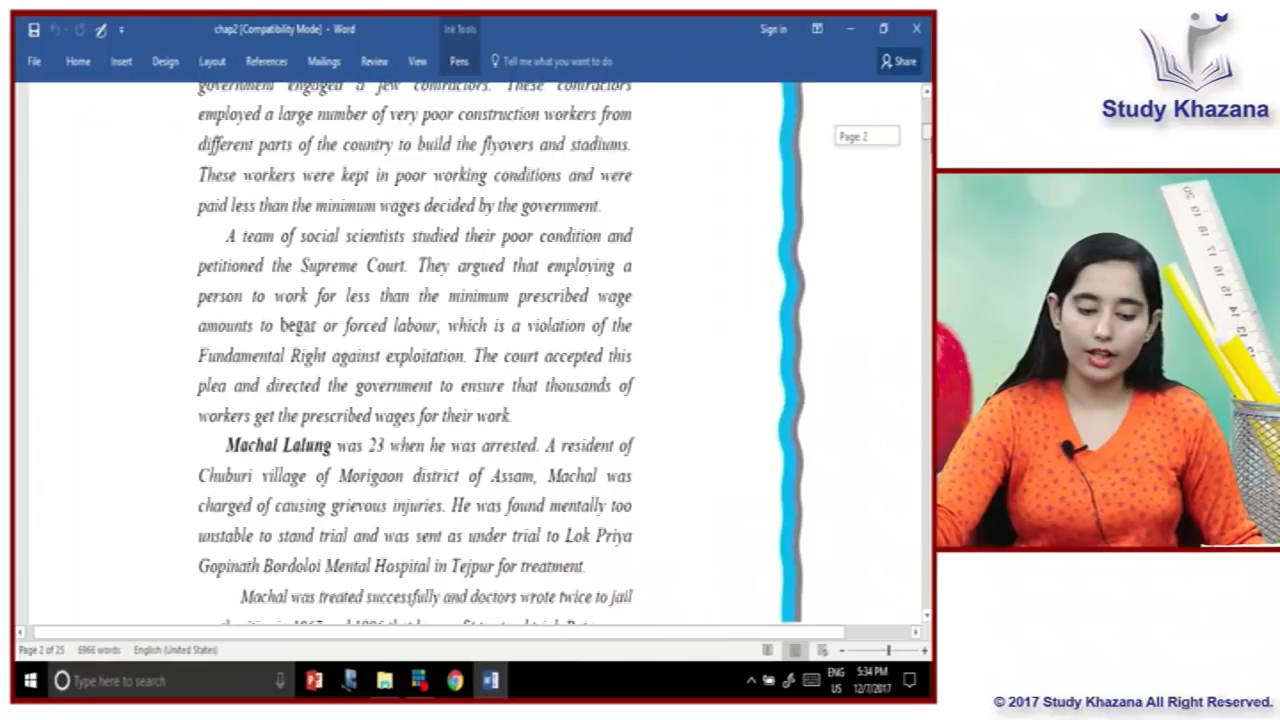 chap2 [Compatibility Mode] - Word
Ink Tools
Sign in
File Home Insert Design Layout References Mailings Review View Pens Tell me what you want to do Share
government engaged a few contractors. These contractors
employed a large number of very poor construction workers from
different parts of the country to build the flyovers and stadiums.
These workers were kept in poor working conditions and were
paid less than the minimum wages decided by the government.
A team of social scientists studied their poor condition and
petitioned the Supreme Court. They argued that employing a
person to work for less than the minimum prescribed wage
amounts to begar or forced labour, which is a violation of the
Fundamental Right against exploitation. The court accepted this
plea and directed the government to ensure that thousands of
workers get the prescribed wages for their work.
Machal Lalung was 23 when he was arrested. A resident of
Chuburi village of Morigaon district of Assam, Machal was
charged of causing grievous injuries. He was found mentally too
unstable to stand trial and was sent as under trial to Lok Priya
Gopinath Bordoloi Mental Hospital in Tejpur for treatment.
Machal was treated successfully and doctors wrote twice to jail
Page: 2
Page 2 of 25 6966 words English (United States)
Type here to search
ENG
US
5:34 PM
12/7/2017
Study Khazana
© 2017 Study Khazana All Right Reserved.